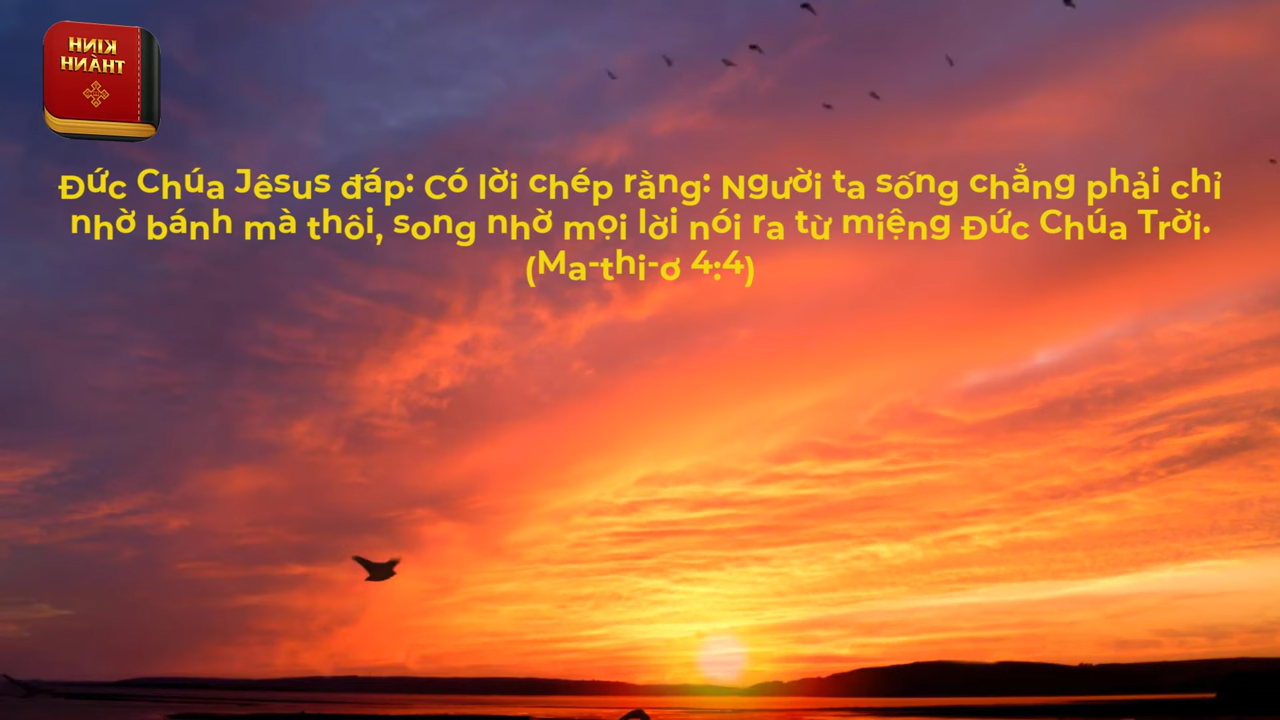 KINH
THÀNH
Đức Chúa Jêsus đáp: Có lời chép rằng: Người ta sống chẳng phải chỉ
nhờ bánh mà thôi, song nhờ mọi lời nói ra từ miệng Đức Chúa Trời.
(Ma-thi-ơ 4:4)